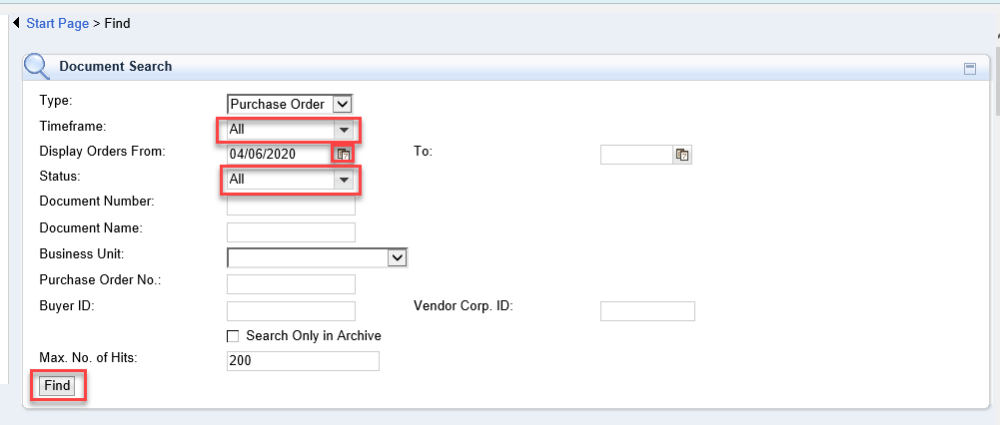 Start Page > Find
Document Search
Type: Purchase Order
Timeframe: All
Display Orders From: 04/06/2020 To:
Status: All
Document Number:
Document Name:
Business Unit:
Purchase Order No.:
Buyer ID: Vendor Corp. ID:
Search Only in Archive
Max. No. of Hits: 200
Find